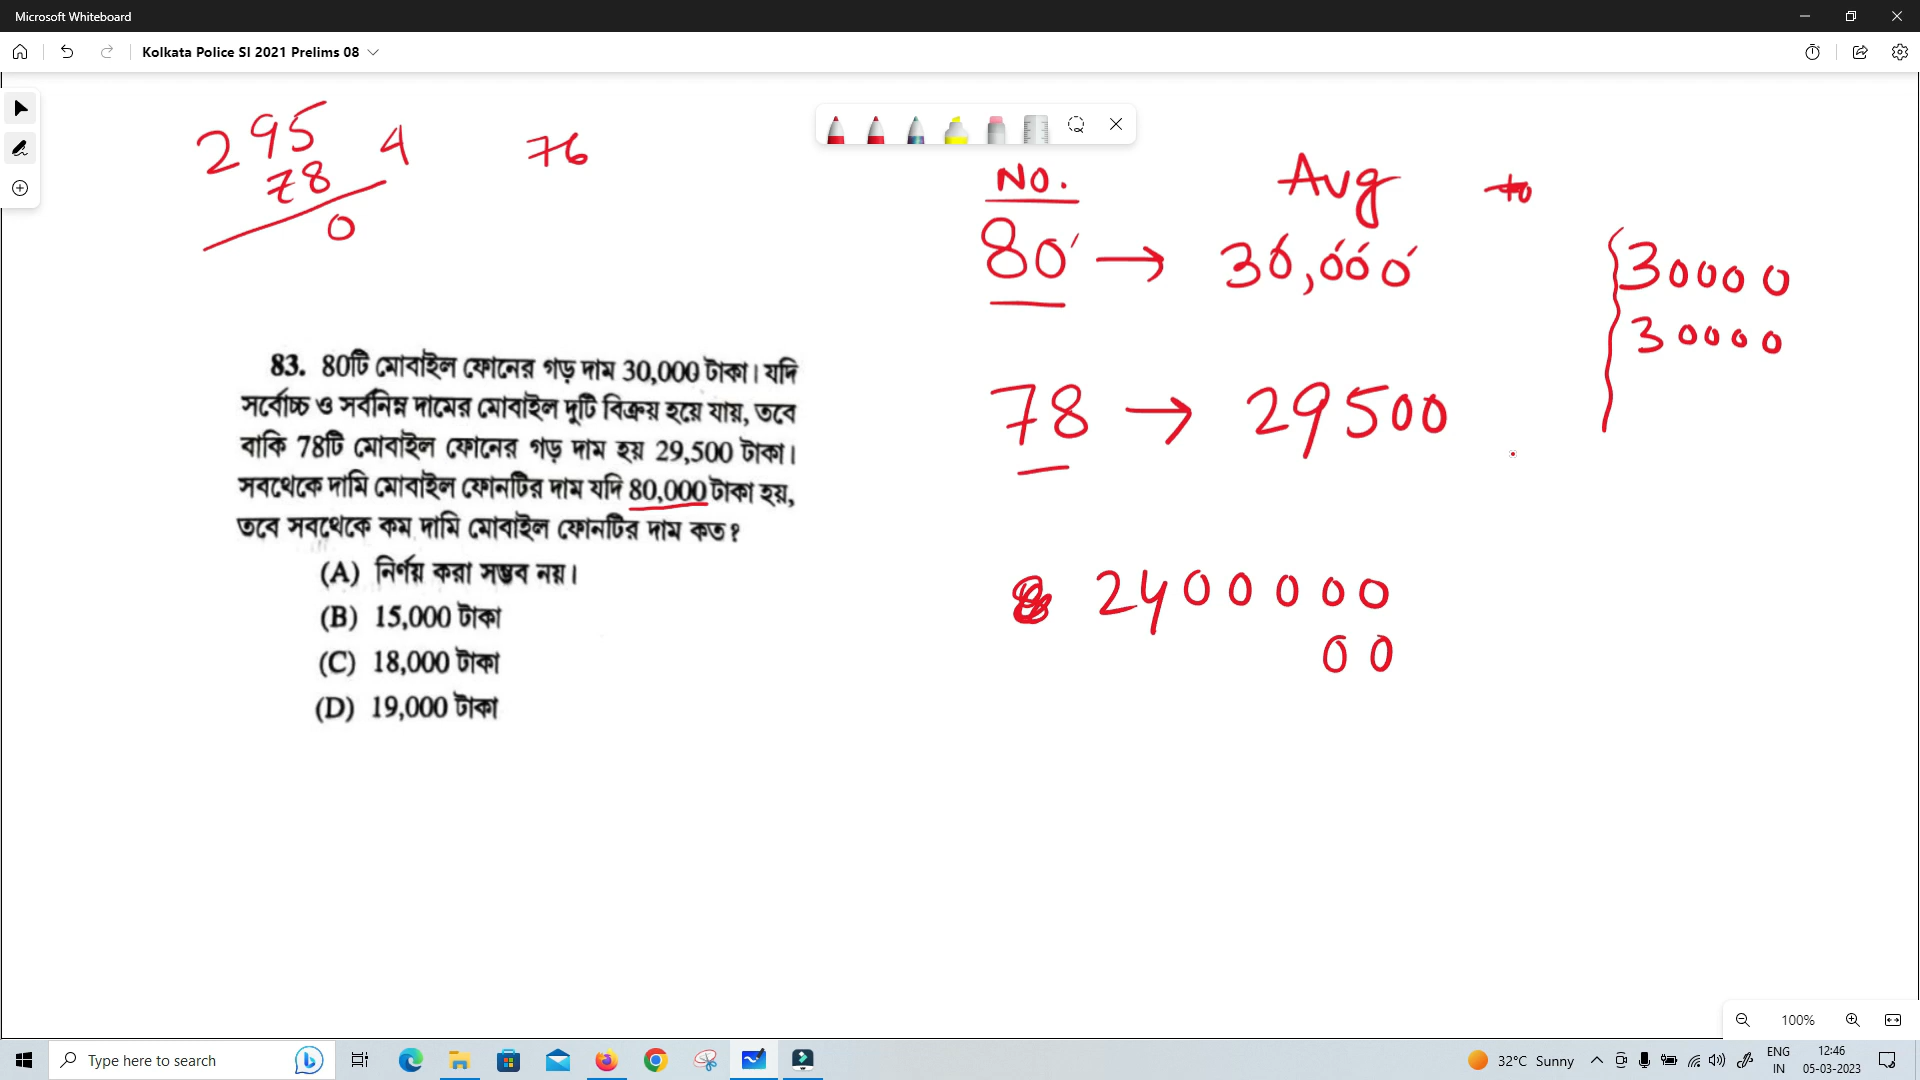 Microsoft Whiteboard
Kolkata Police SI 2021 Prelims 08
295
4
76
78
0
NO.
Avg
to
80 → 30,000
30000
30000
83. 80টি মোবাইল ফোনের গড় দাম 30,000 টাকা। যদি
সর্বোচ্চ ও সর্বনিম্ন দামের মোবাইল দুটি বিক্রয় হয়ে যায়, তবে
বাকি 78টি মোবাইল ফোনের গড় দাম হয় 29,500 টাকা।
সবথেকে দামি মোবাইল ফোনটির দাম যদি 80,000 টাকা হয়,
তবে সবথেকে কম দামি মোবাইল ফোনটির দাম কত?
(A) নির্ণয় করা সম্ভব নয়।
(B) 15,000 টাকা
(C) 18,000 টাকা
(D) 19,000 টাকা
78 → 29500
2400000
00
100%
Type here to search
32°C Sunny
ENG
IN
12:46
05-03-2023